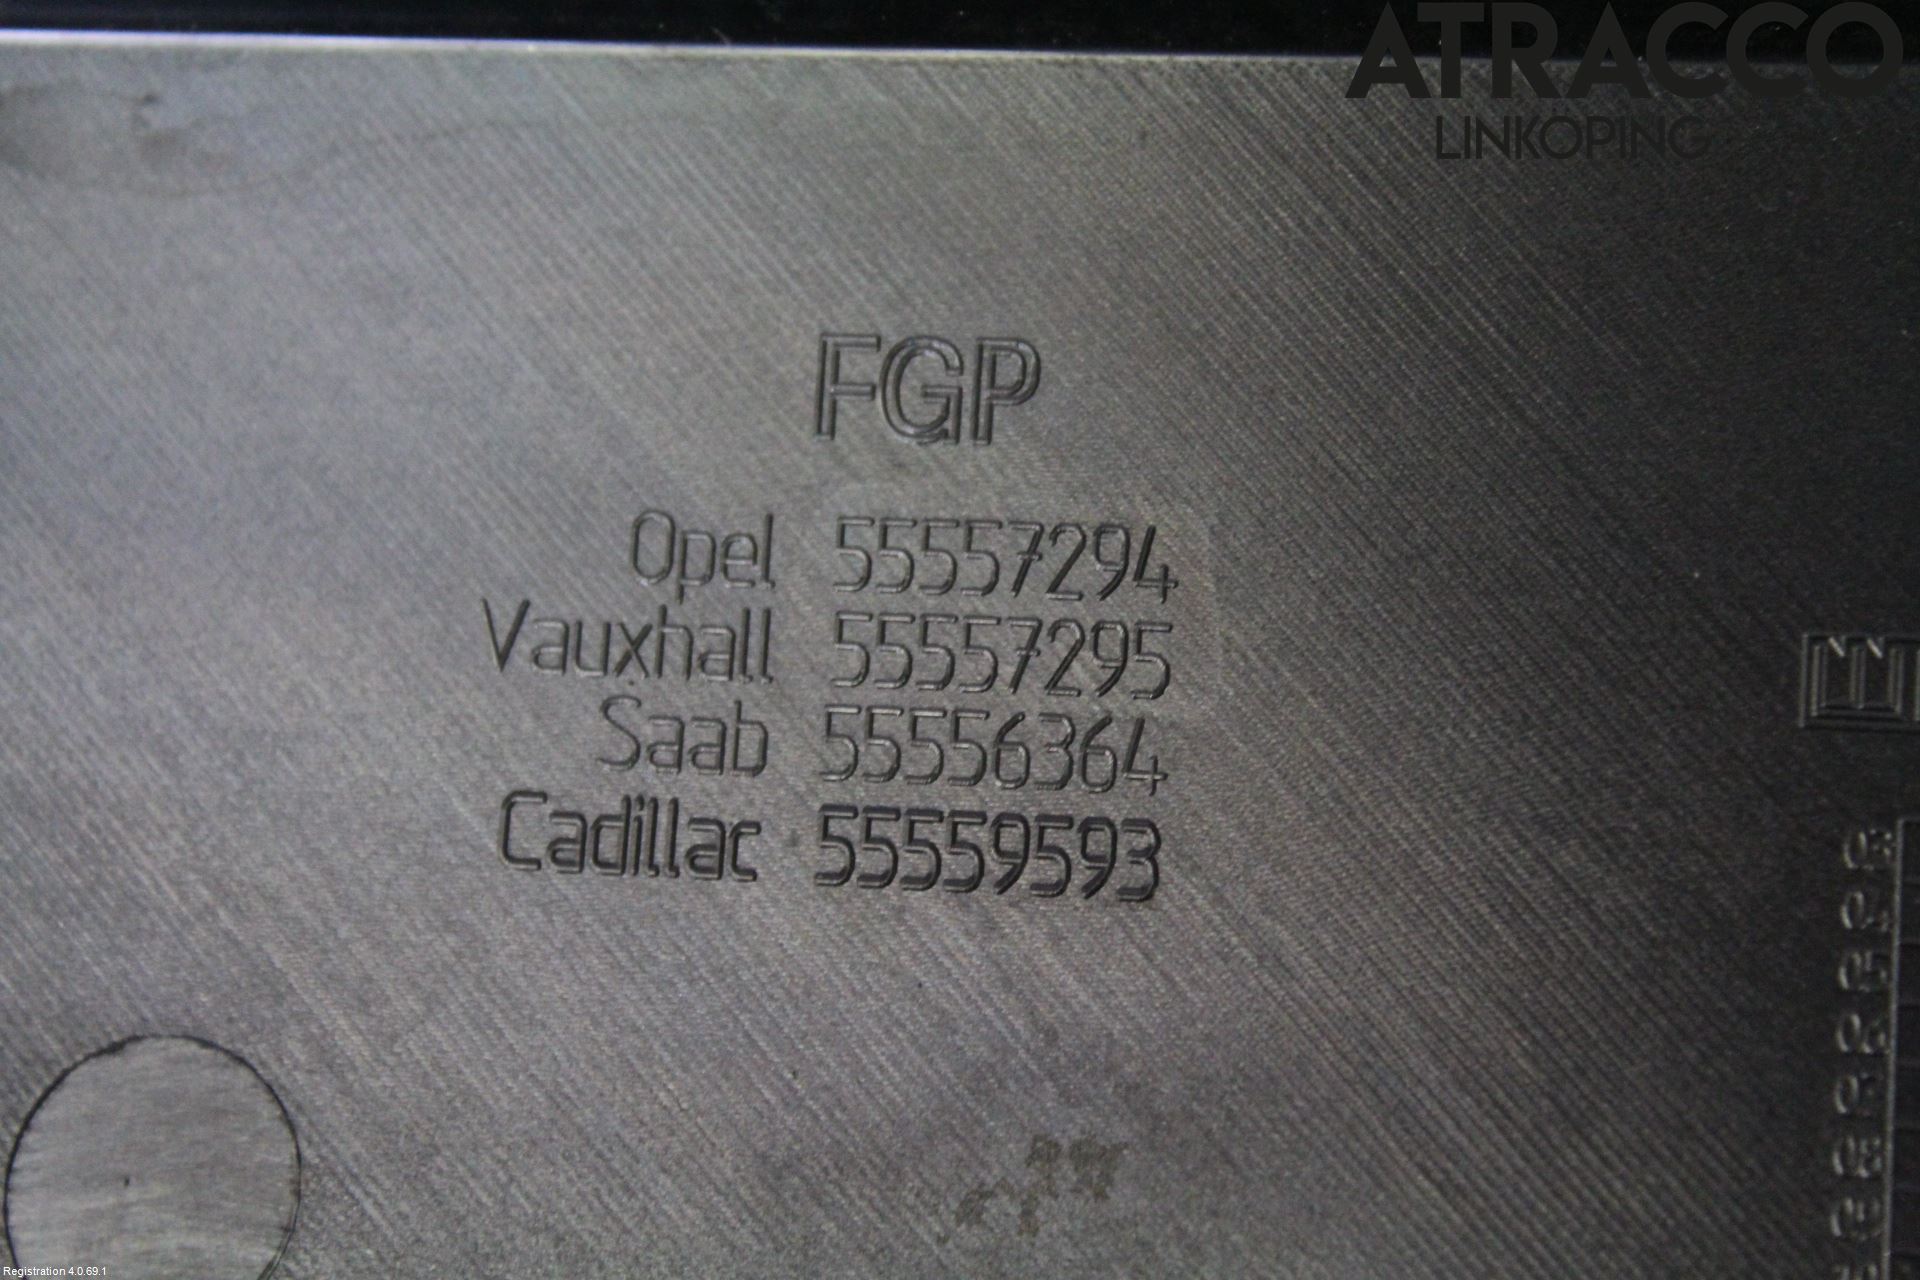 ATRACCO
LINKÖPING
FGP
Opel 55557294
Vauxhall 55557295
Saab 55556364
Cadillac 55559593
Registration 4.0.69.1